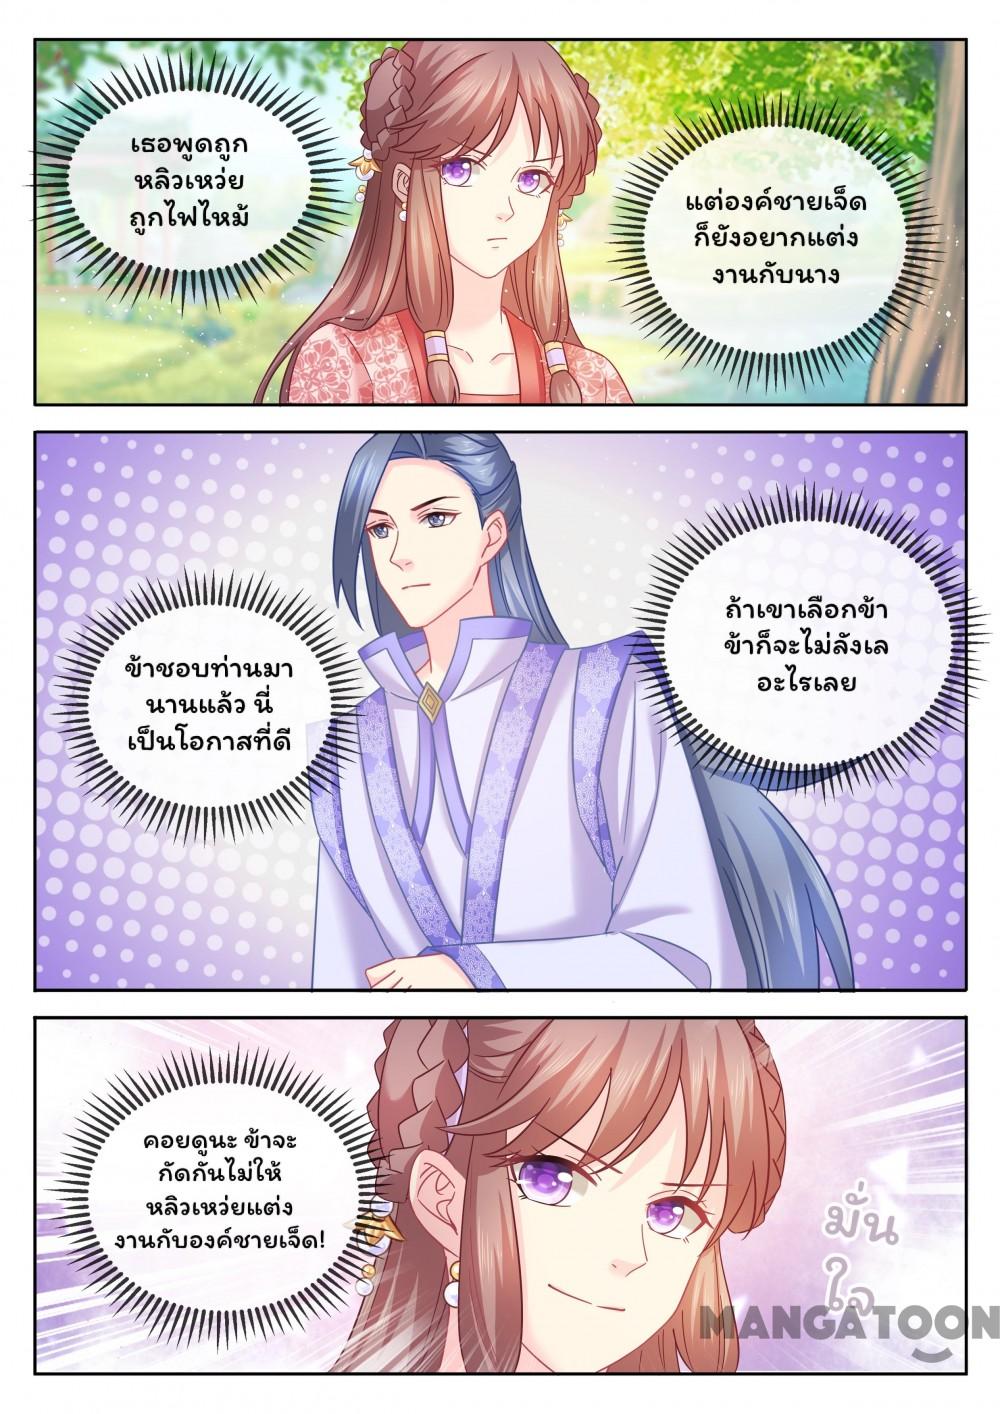 เธอพูดถูก
หลิวเหว่ย
ถูกไฟไหม้
แต่องค์ชายเจ็ด
ก็ยังอยากแต่ง
งานกับนาง
ถ้าเขาเลือกข้า
ข้าก็จะไม่ลังเล
อะไรเลย
ข้าชอบท่านมา
นานแล้ว นี่
เป็นโอกาสที่ดี
คอยดูนะ ข้าจะ
กัดกันไม่ให้
หลิวเหว่ยแต่ง
งานกับองค์ชายเจ็ด!
มั่น
ใจ
MANGATOON